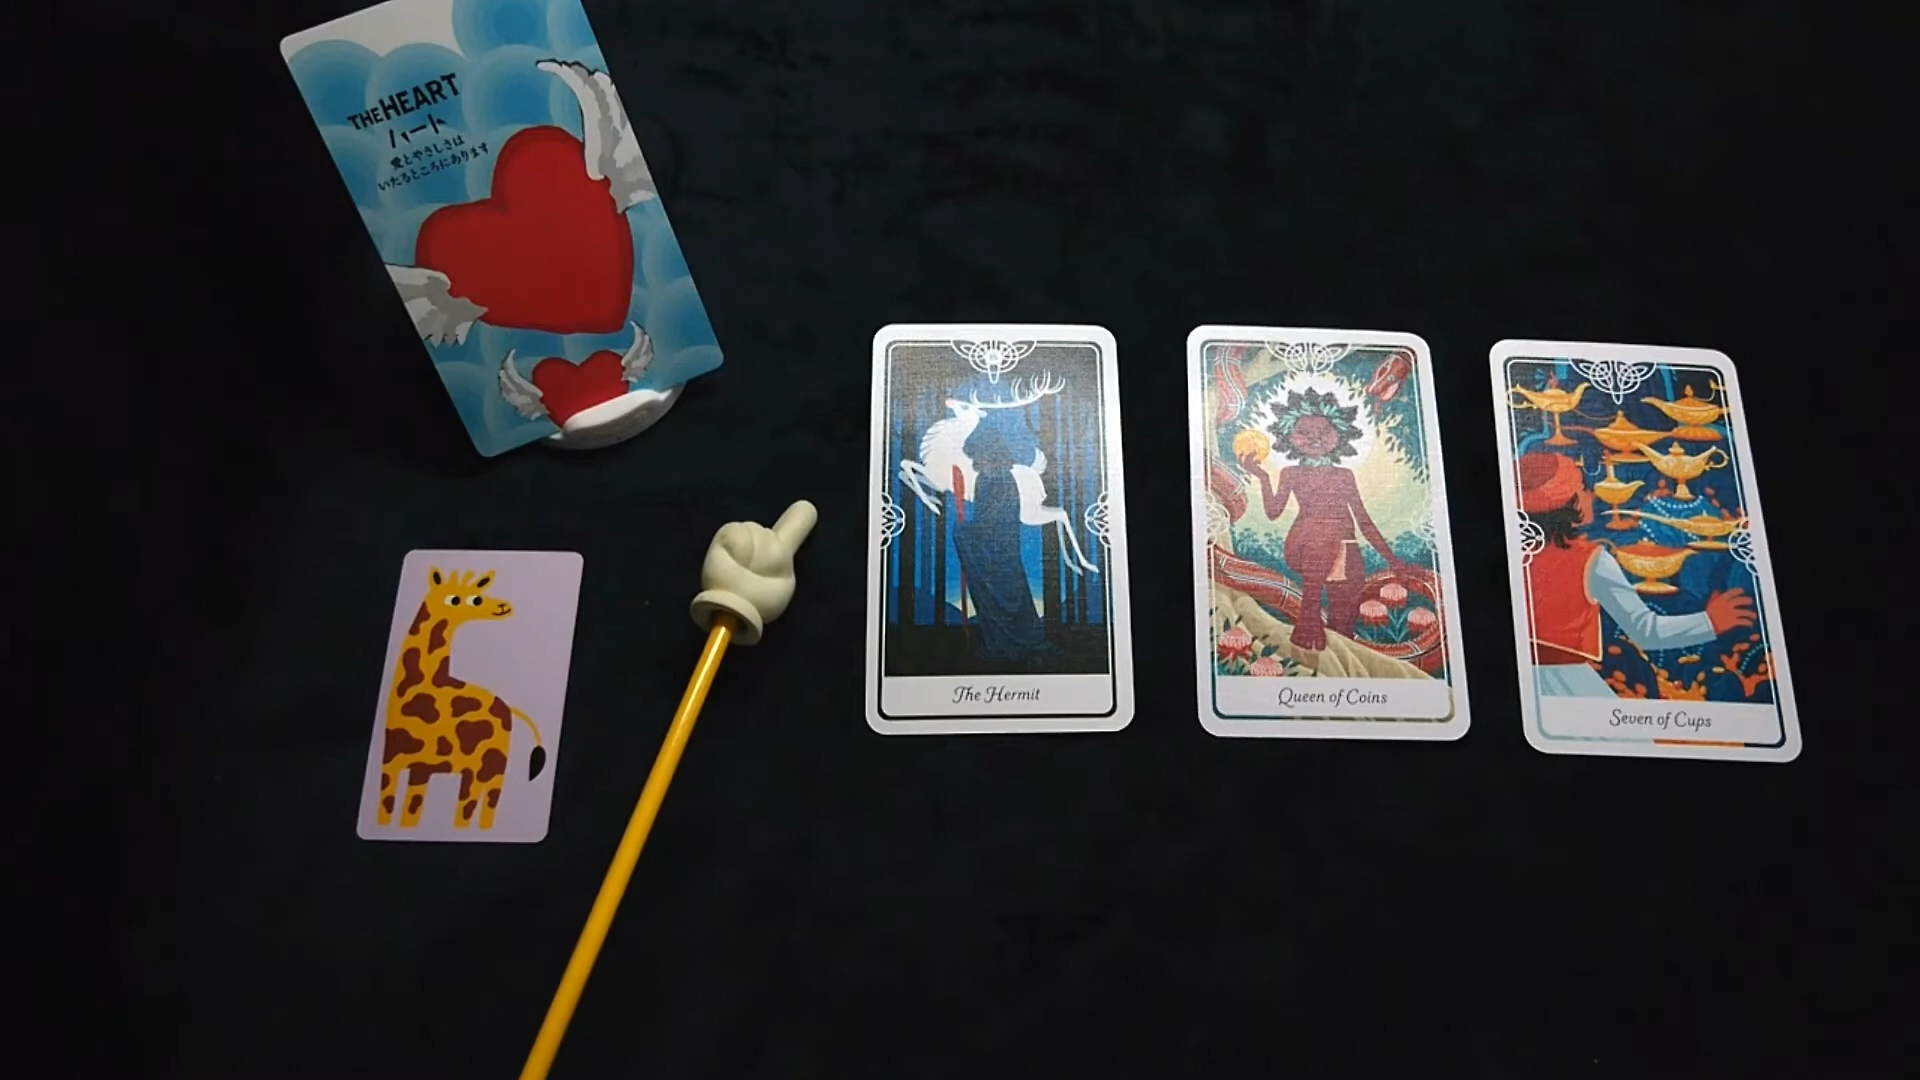 THE HEART
ハート
愛とやさしさは
いたるところにあります
The Hermit
Queen of Coins
Seven of Cups